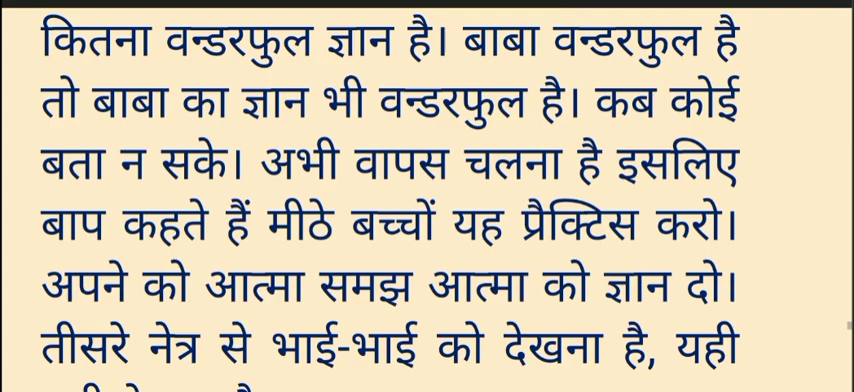 कितना वन्डरफुल ज्ञान है। बाबा वन्डरफुल है
तो बाबा का ज्ञान भी वन्डरफुल है। कब कोई
बता न सके। अभी वापस चलना है इसलिए
बाप कहते हैं मीठे बच्चों यह प्रैक्टिस करो।
अपने को आत्मा समझ आत्मा को ज्ञान दो।
तीसरे नेत्र से भाई-भाई को देखना है, यही